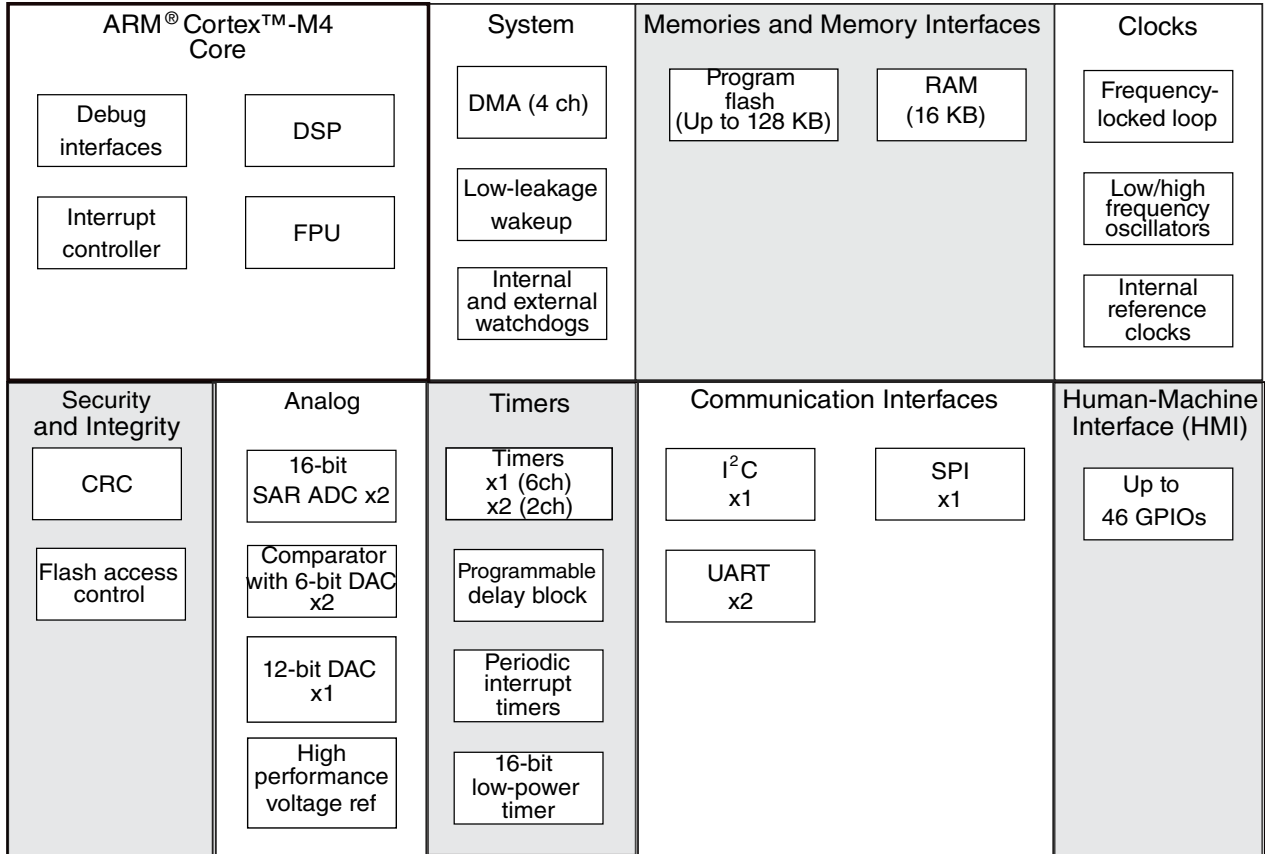 ARM® Cortex™-M4
Core
Debug
interfaces
DSP
Interrupt
controller
FPU
System
DMA (4 ch)
Low-leakage
wakeup
Internal
and external
watchdogs
Memories and Memory Interfaces
Program
flash
(Up to 128 KB)
RAM
(16 KB)
Clocks
Frequency-
locked loop
Low/high
frequency
oscillators
Internal
reference
clocks
Security
and Integrity
CRC
Flash access
control
Analog
16-bit
SAR ADC x2
Comparator
with 6-bit DAC
x2
12-bit DAC
x1
High
performance
voltage ref
Timers
Timers
x1 (6ch)
x2 (2ch)
Programmable
delay block
Periodic
interrupt
timers
16-bit
low-power
timer
Communication Interfaces
I²C
x1
SPI
x1
UART
x2
Human-Machine
Interface (HMI)
Up to
46 GPIOs